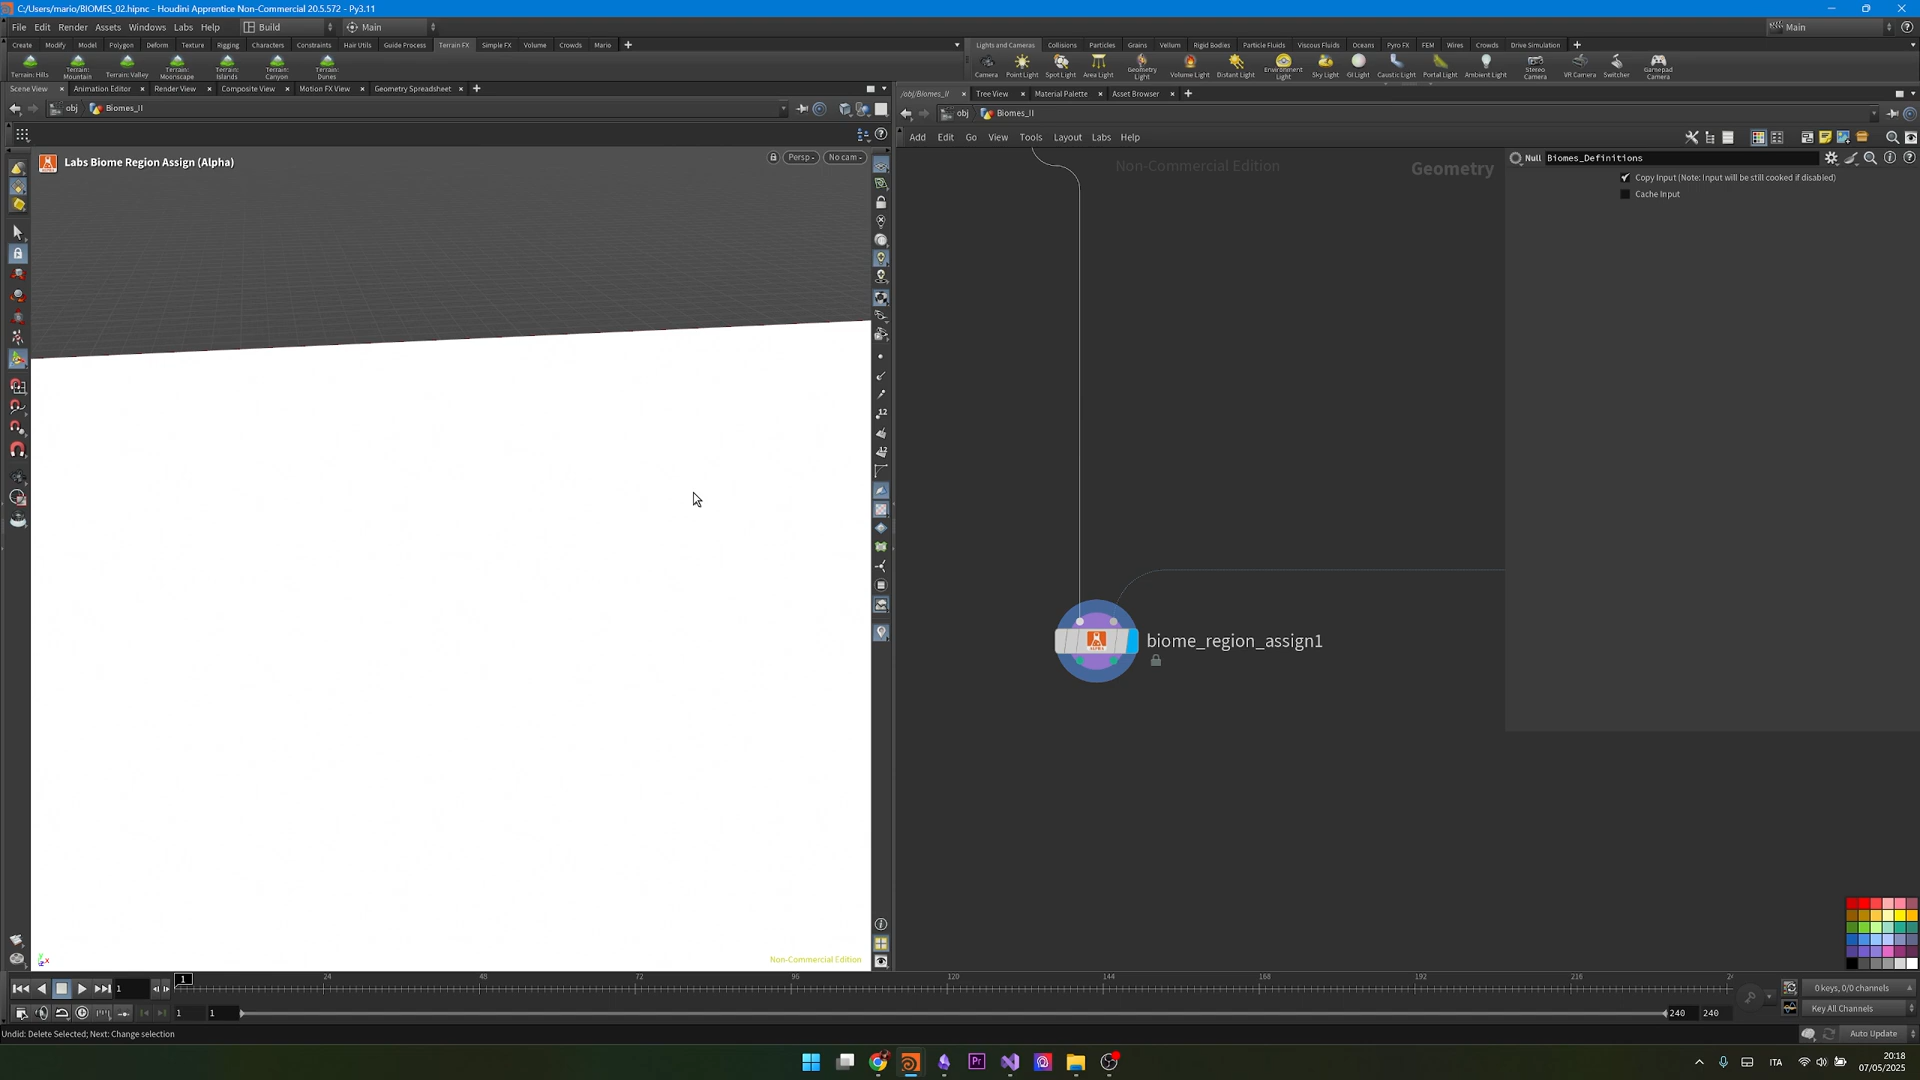 C:/Users/mario/BIOMES_02.hipnc - Houdini Apprentice Non-Commercial 20.5.572 - Py3.11
File Edit Render Assets Windows Labs Help Build Main Main
Create Modify Model Polygon Deform Texture Rigging Characters Constraints Hair Utils Guide Process Terrain FX Simple FX Volume Crowds Mario
Lights and Cameras Collisions Particles Grains Vellum Rigid Bodies Particle Fluids Viscous Fluids Oceans Pyro FX FEM Wires Crowds Drive Simulation
Terrain: Hills Terrain: Mountain Terrain: Valley Terrain: Moonscape Terrain: Islands Terrain: Canyon Terrain: Dunes
Camera Point Light Spot Light Area Light Geometry Light Volume Light Distant Light Environment Light Sky Light GI Light Caustic Light Portal Light Ambient Light Stereo Camera VR Camera Switcher Gamepad Camera
Scene View Animation Editor Render View Composite View Motion FX View Geometry Spreadsheet
/obj/Biomes_II Tree View Material Palette Asset Browser
obj Biomes_II
obj Biomes_II
Add Edit Go View Tools Layout Labs Help
Labs Biome Region Assign (Alpha)
Persp No cam
Non-Commercial Edition
Geometry
Null Biomes_Definitions
Copy Input (Note: Input will be still cooked if disabled)
Cache Input
biome_region_assign1
Non-Commercial Edition
1 24 48 72 96 120 144 168 192 216
1
0 keys, 0/0 channels
1 1 240 240
Key All Channels
Undid: Delete Selected; Next: Change selection
Auto Update
ITA
20:18
07/05/2025